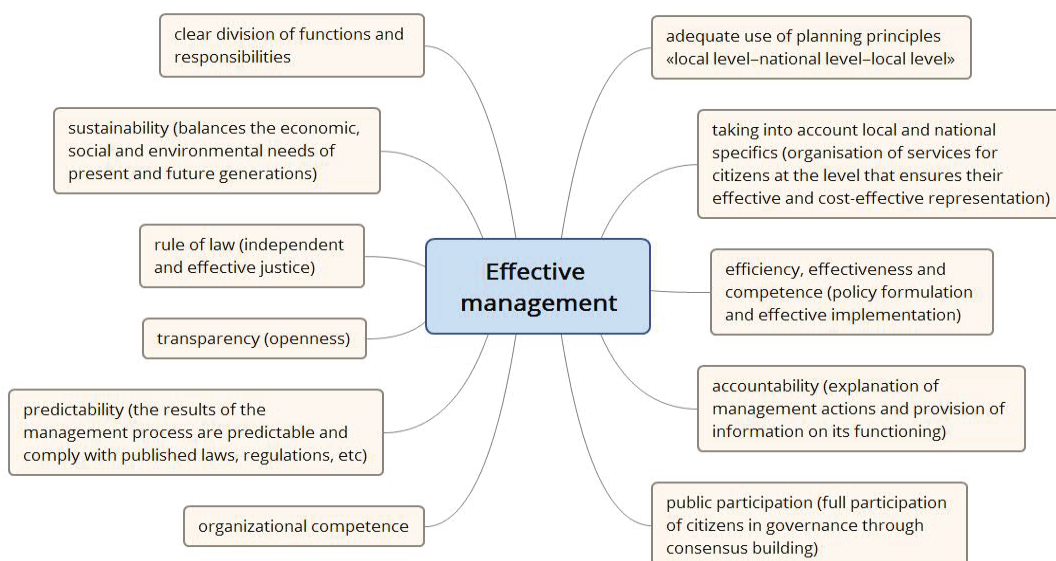 clear division of functions and
responsibilities
sustainability (balances the economic,
social and environmental needs of
present and future generations)
rule of law (independent
and effective justice)
transparency (openness)
predictability (the results of the
management process are predictable and
comply with published laws, regulations, etc)
organizational competence
Effective
management
adequate use of planning principles
«local level–national level–local level»
taking into account local and national
specifics (organisation of services for
citizens at the level that ensures their
effective and cost-effective representation)
efficiency, effectiveness and
competence (policy formulation
and effective implementation)
accountability (explanation of
management actions and provision of
information on its functioning)
public participation (full participation
of citizens in governance through
consensus building)